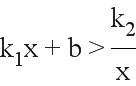 k₁x + b > k₂/x